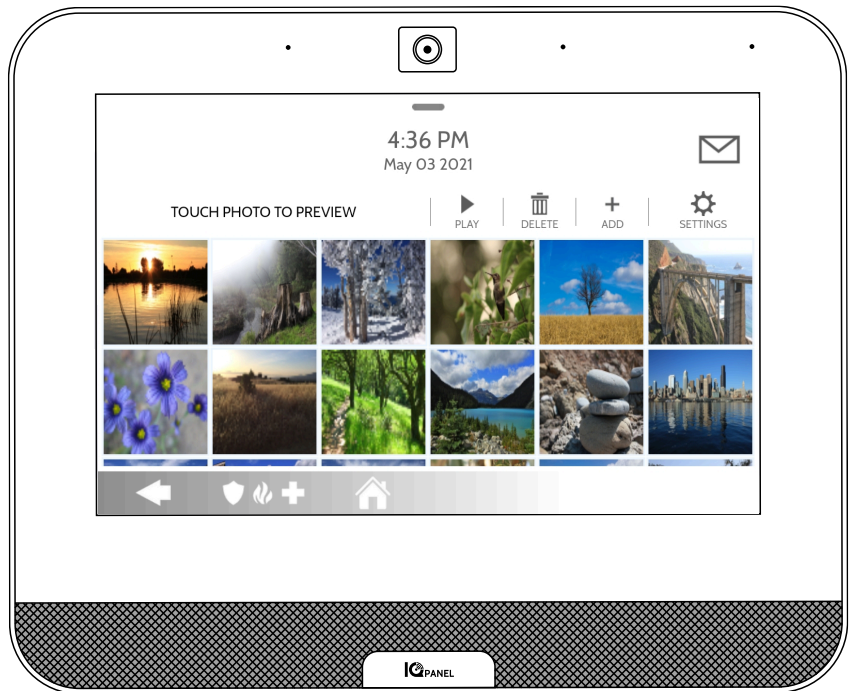 4:36 PM
May 03 2021
TOUCH PHOTO TO PREVIEW
PLAY
DELETE
ADD
SETTINGS
IQ PANEL